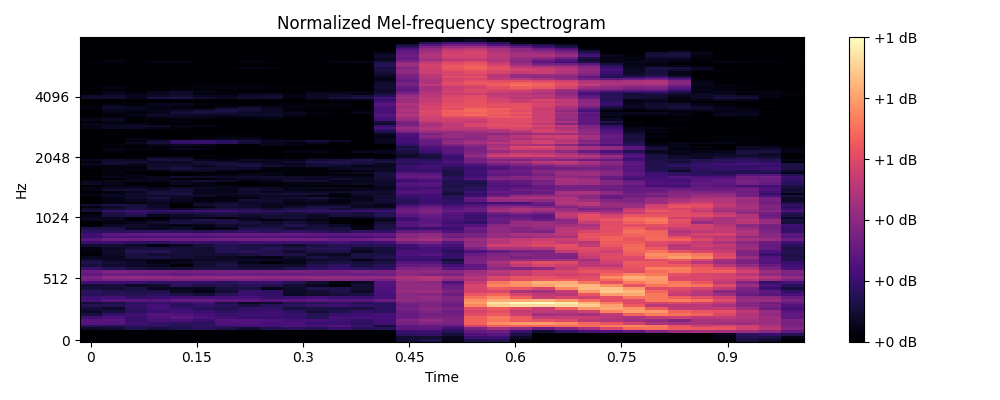 Normalized Mel-frequency spectrogram
Hz
4096
2048
1024
512
0
0 0.15 0.3 0.45 0.6 0.75 0.9
Time
+1 dB
+1 dB
+1 dB
+0 dB
+0 dB
+0 dB